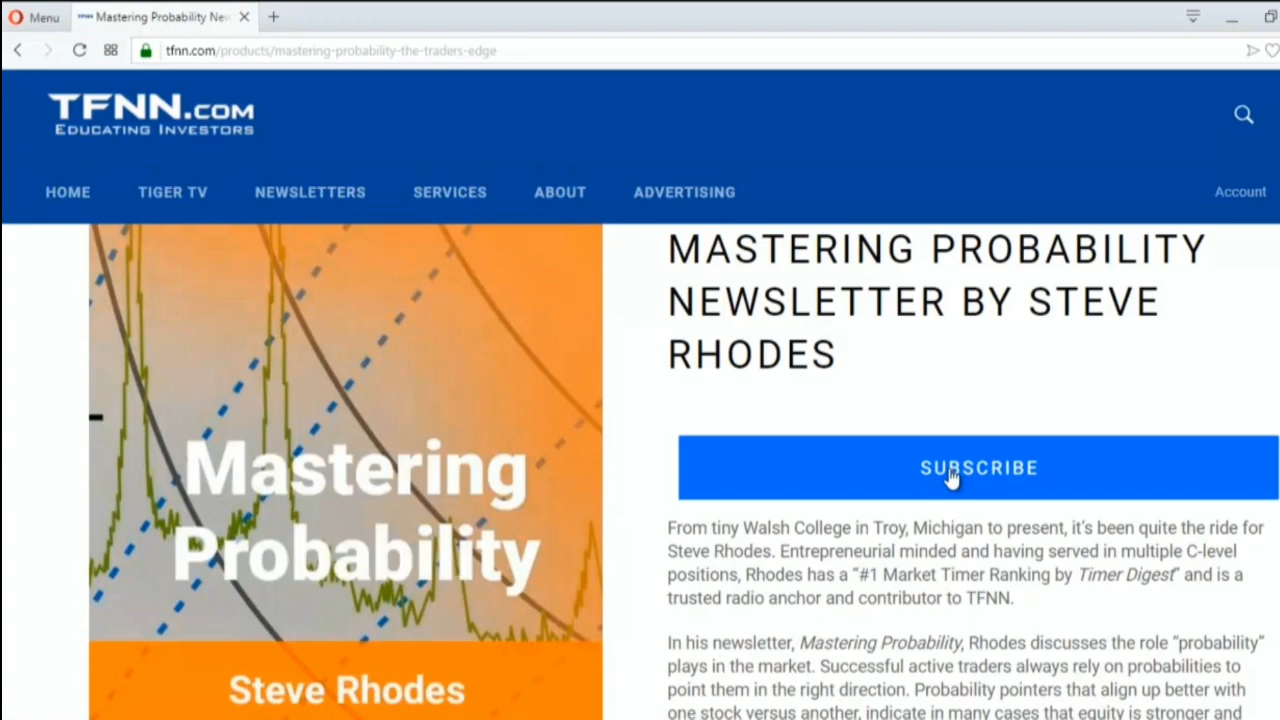 Menu
TFNN Mastering Probability New
tfnn.com/products/mastering-probability-the-traders-edge
TFNN.COM
EDUCATING INVESTORS
HOME TIGER TV NEWSLETTERS SERVICES ABOUT ADVERTISING Account
MASTERING PROBABILITY
NEWSLETTER BY STEVE
RHODES
Mastering
Probability
Steve Rhodes
SUBSCRIBE
From tiny Walsh College in Troy, Michigan to present, it's been quite the ride for
Steve Rhodes. Entrepreneurial minded and having served in multiple C-level
positions, Rhodes has a “#1 Market Timer Ranking by Timer Digest” and is a
trusted radio anchor and contributor to TFNN.
In his newsletter, Mastering Probability, Rhodes discusses the role “probability”
plays in the market. Successful active traders always rely on probabilities to
point them in the right direction. Probability pointers that align up better with
one stock versus another, indicate in many cases that equity is stronger and